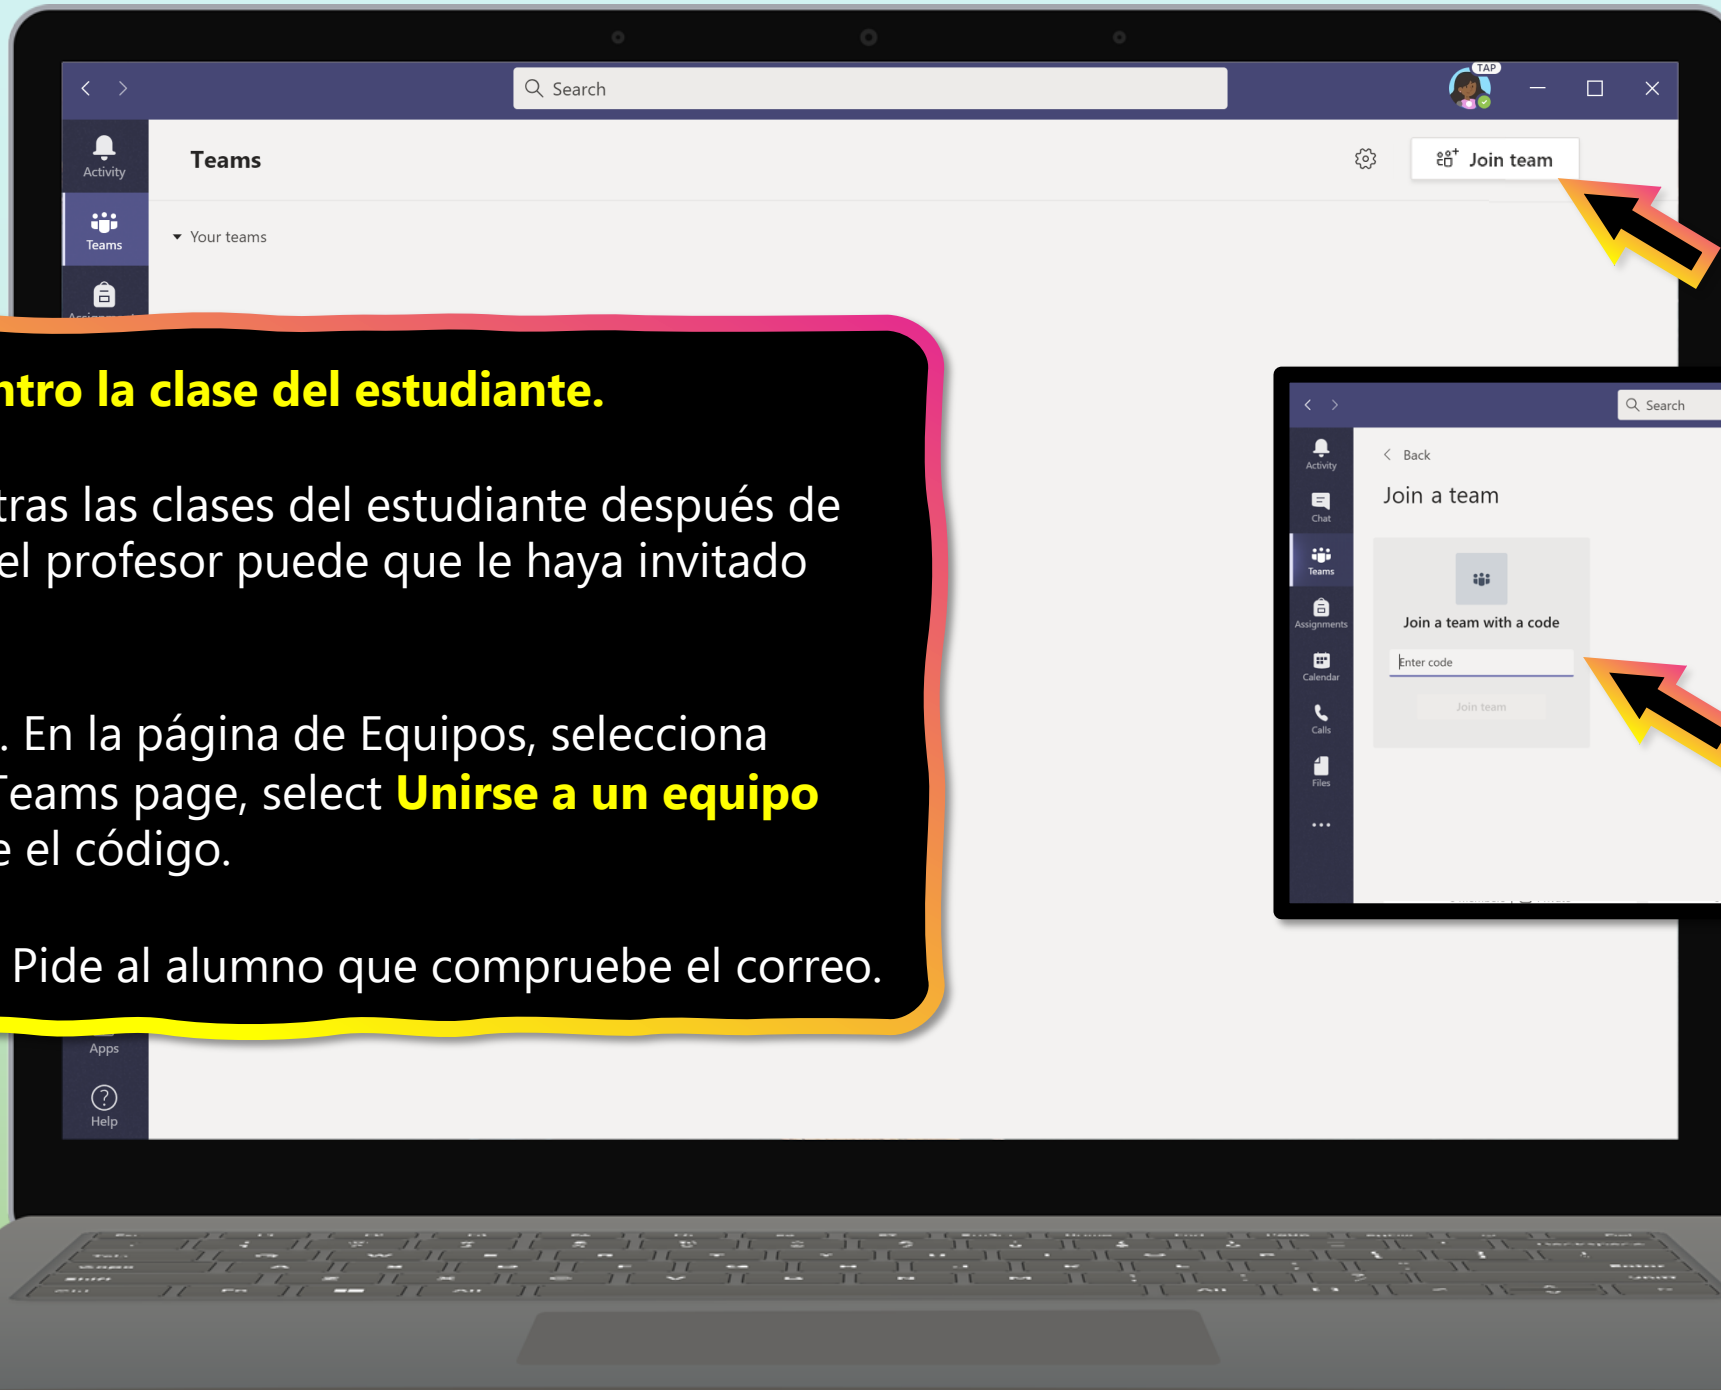 Search
TAP
Activity
Teams
Join team
Teams
Your teams
ntro la clase del estudiante.
tras las clases del estudiante después de
el profesor puede que le haya invitado
. En la página de Equipos, selecciona
Teams page, select Unirse a un equipo
e el código.
Pide al alumno que compruebe el correo.
Search
Activity
Back
Join a team
Chat
Teams
Join a team with a code
Assignments
Enter code
Calendar
Join team
Calls
Files
Apps
Help